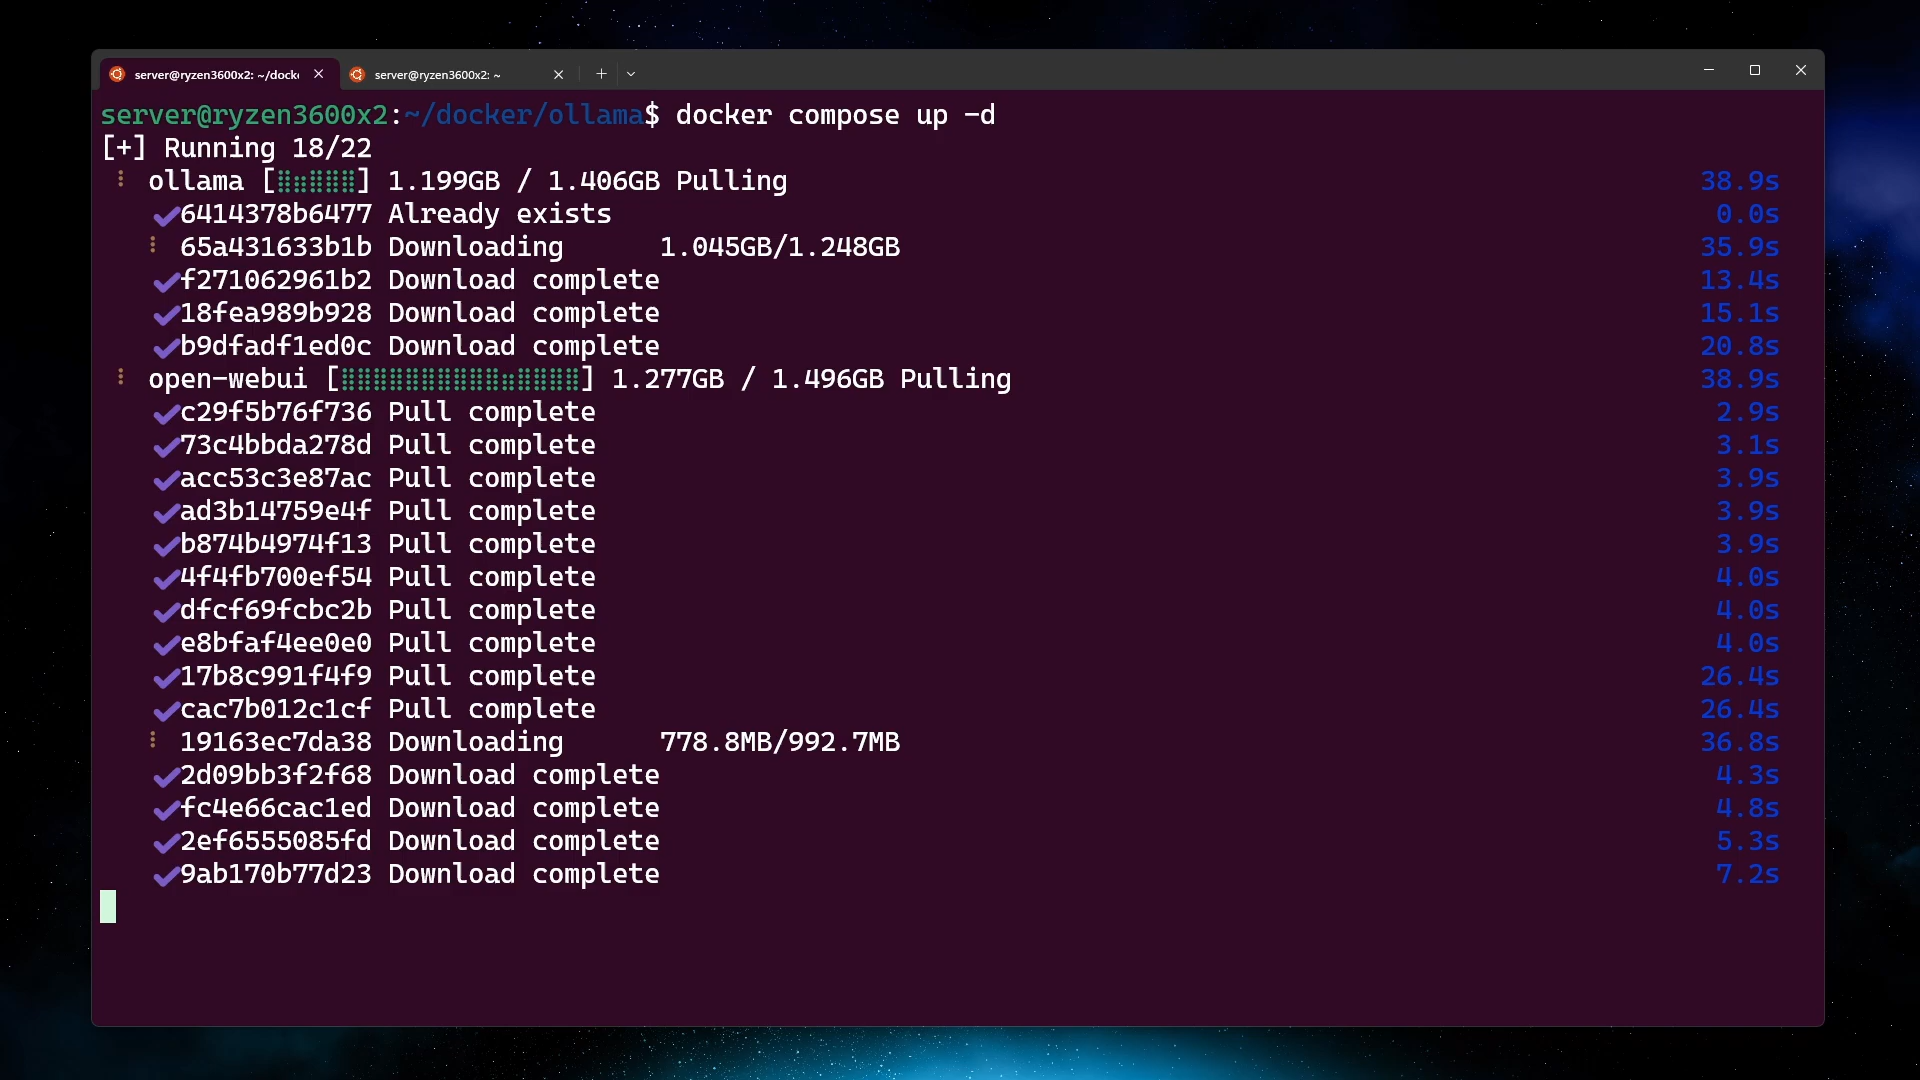 server@ryzen3600x2: ~/docke
server@ryzen3600x2: ~
server@ryzen3600x2:~/docker/ollama$ docker compose up -d
[+] Running 18/22
ollama [⣿⣤⣿⣿⣿] 1.199GB / 1.406GB Pulling 38.9s
✔6414378b6477 Already exists 0.0s
65a431633b1b Downloading 1.045GB/1.248GB 35.9s
✔f271062961b2 Download complete 13.4s
✔18fea989b928 Download complete 15.1s
✔b9dfadf1ed0c Download complete 20.8s
open-webui [⣿⣿⣿⣿⣿⣿⣿⣿⣿⣿⣤⣿⣿⣿⣿] 1.277GB / 1.496GB Pulling 38.9s
✔c29f5b76f736 Pull complete 2.9s
✔73c4bbda278d Pull complete 3.1s
✔acc53c3e87ac Pull complete 3.9s
✔ad3b14759e4f Pull complete 3.9s
✔b874b4974f13 Pull complete 3.9s
✔4f4fb700ef54 Pull complete 4.0s
✔dfcf69fcbc2b Pull complete 4.0s
✔e8bfaf4ee0e0 Pull complete 4.0s
✔17b8c991f4f9 Pull complete 26.4s
✔cac7b012c1cf Pull complete 26.4s
19163ec7da38 Downloading 778.8MB/992.7MB 36.8s
✔2d09bb3f2f68 Download complete 4.3s
✔fc4e66cac1ed Download complete 4.8s
✔2ef6555085fd Download complete 5.3s
✔9ab170b77d23 Download complete 7.2s